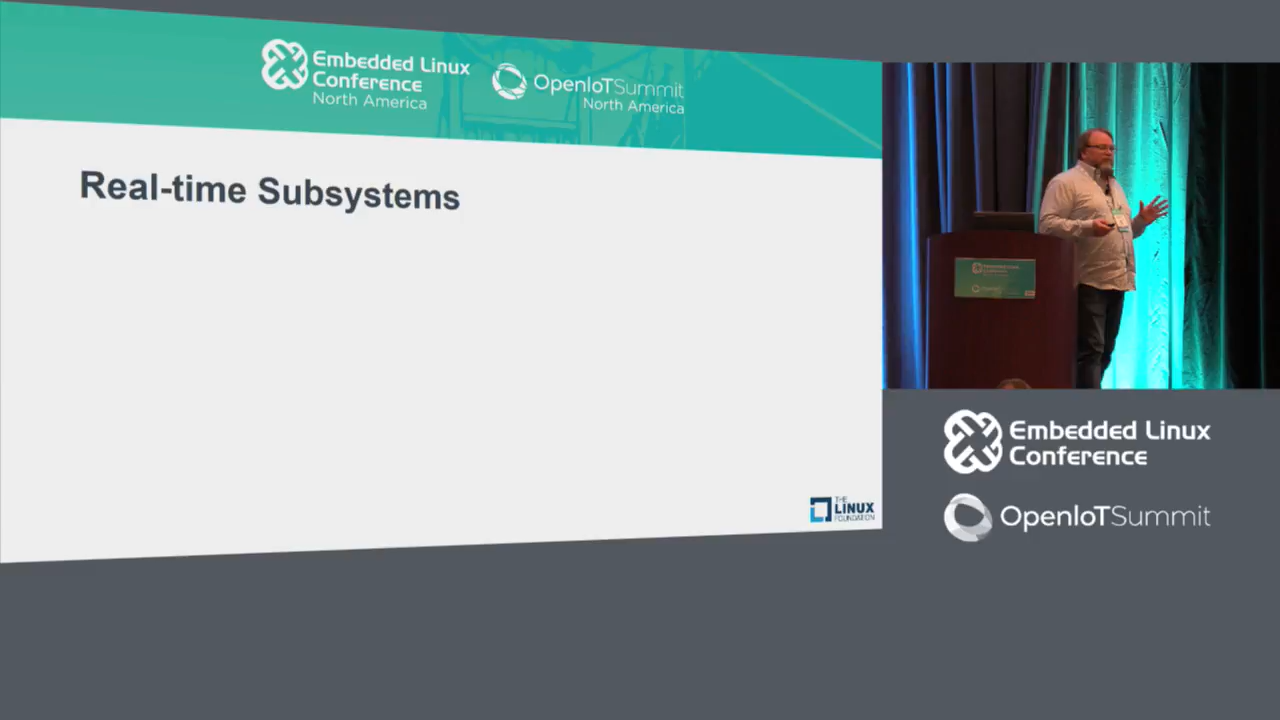 Embedded Linux
Conference
North America
OpenIoTSummit
North America
Real-time Subsystems
THE
LINUX
FOUNDATION
Embedded Linux
Conference
OpenIoTSummit